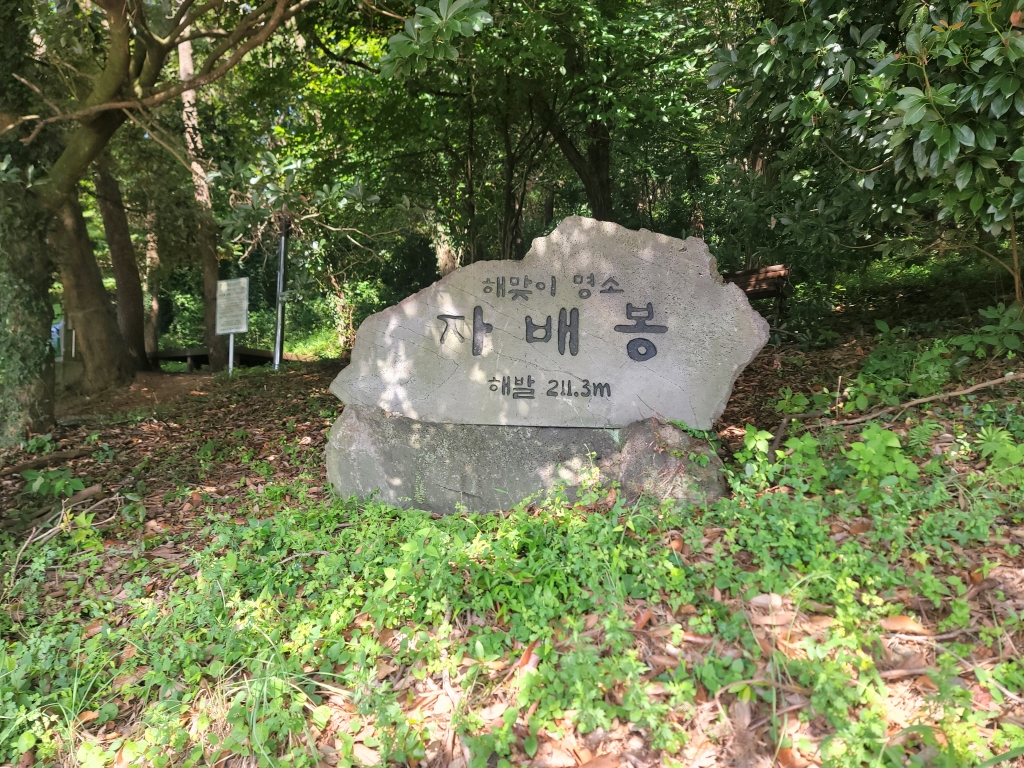 해맞이 명소
자배봉
해발 211.3m